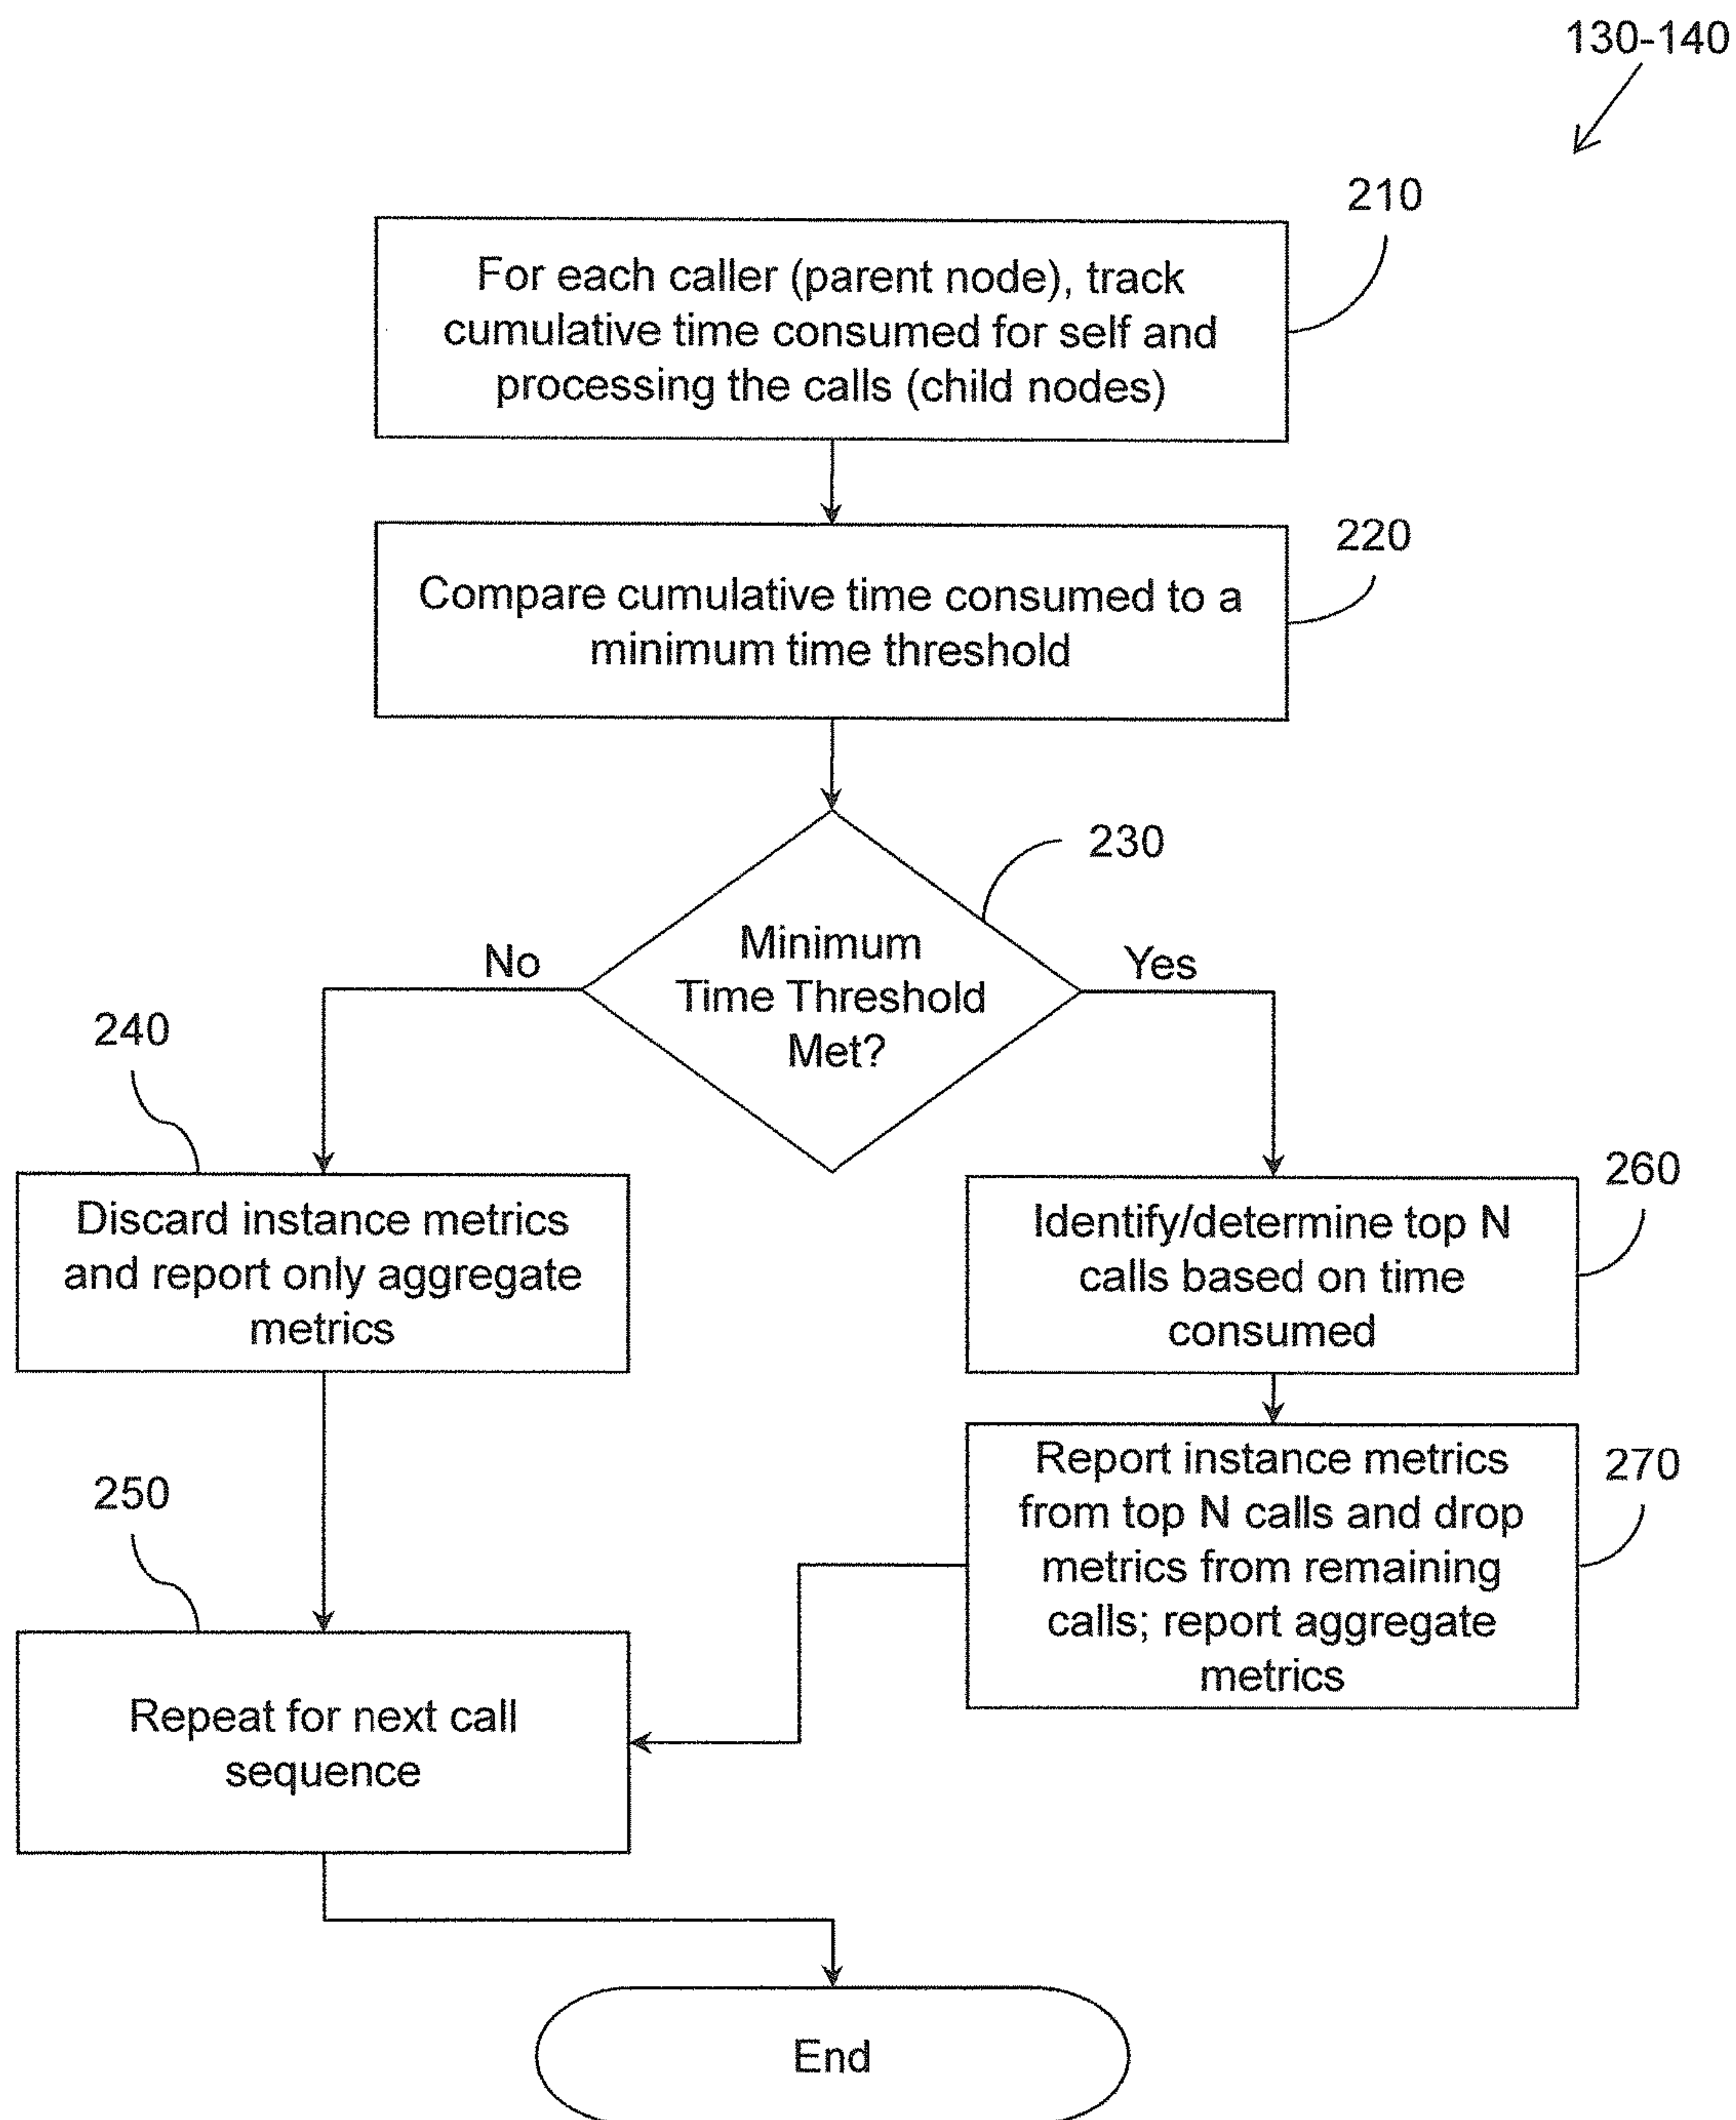 130-140
210
For each caller (parent node), track
cumulative time consumed for self and
processing the calls (child nodes)
220
Compare cumulative time consumed to a
minimum time threshold
230
Minimum
Time Threshold
Met?
No
Yes
240
Discard instance metrics
and report only aggregate
metrics
260
Identify/determine top N
calls based on time
consumed
270
Report instance metrics
from top N calls and drop
metrics from remaining
calls; report aggregate
metrics
250
Repeat for next call
sequence
End